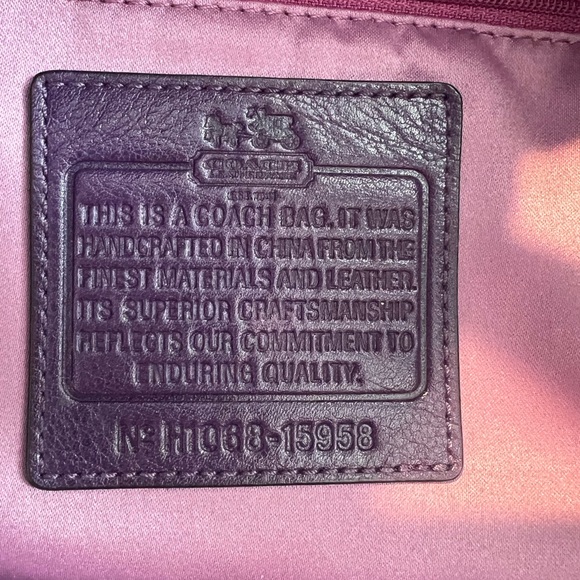 THIS IS A COACH BAG. IT WAS
HANDCRAFTED IN CHINA FROM THE
FINEST MATERIALS AND LEATHER.
ITS SUPERIOR CRAFTSMANSHIP
REFLECTS OUR COMMITMENT TO
ENDURING QUALITY.
Nº H1068-15958